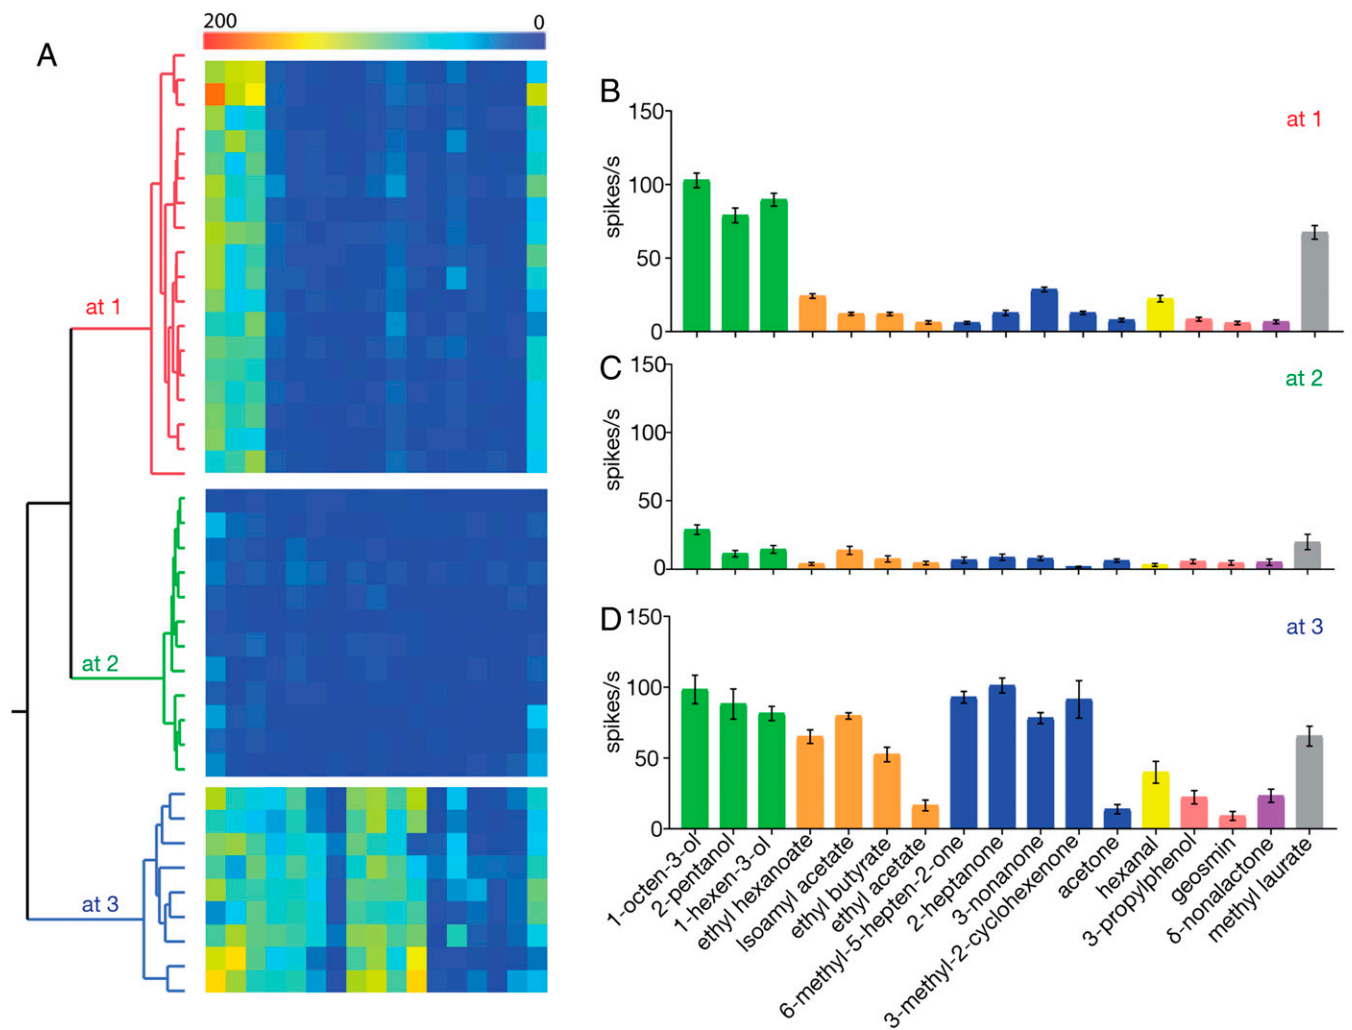 A
200 0
at 1
at 2
at 3
B
150
100
50
0
spikes/s
at 1
C
150
100
50
0
spikes/s
at 2
D
150
100
50
0
spikes/s
at 3
1-octen-3-ol
2-pentanol
1-hexen-3-ol
ethyl hexanoate
Isoamyl acetate
ethyl butyrate
ethyl acetate
6-methyl-5-hepten-2-one
2-heptanone
3-nonanone
3-methyl-2-cyclohexenone
acetone
hexanal
3-propylphenol
geosmin
δ-nonalactone
methyl laurate